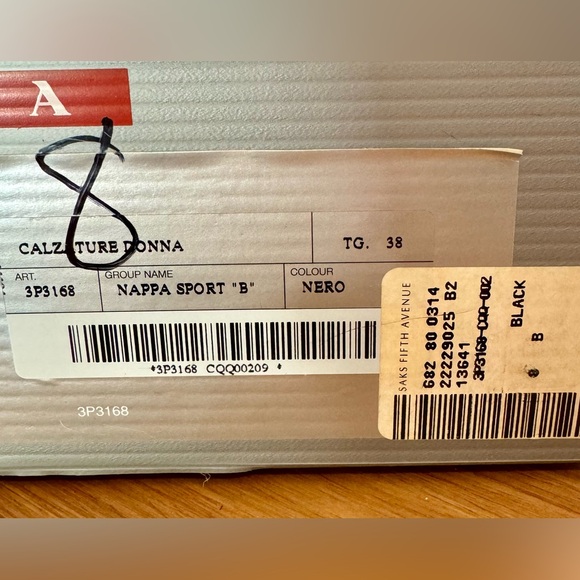 A
8
CALZATURE DONNA
TG. 38
ART.
3P3168
GROUP NAME
NAPPA SPORT "B"
COLOUR
NERO
*3P3168 CQQ00209 *
3P3168
SAKS FIFTH AVENUE
682 80 0314
22229025 B2
13641
3P3168-CQQ-002
BLACK
B